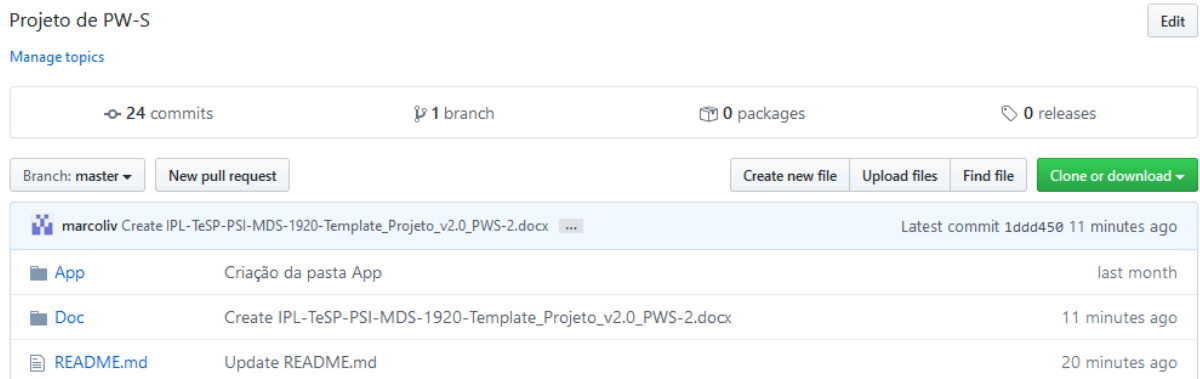 Projeto de PW-S
Edit
Manage topics
24 commits
1 branch
0 packages
0 releases
Branch: master
New pull request
Create new file
Upload files
Find file
Clone or download
marcoliv Create IPL-TeSP-PSI-MDS-1920-Template_Projeto_v2.0_PWS-2.docx ...
Latest commit 1ddd450 11 minutes ago
App Criação da pasta App last month
Doc Create IPL-TeSP-PSI-MDS-1920-Template_Projeto_v2.0_PWS-2.docx 11 minutes ago
README.md Update README.md 20 minutes ago